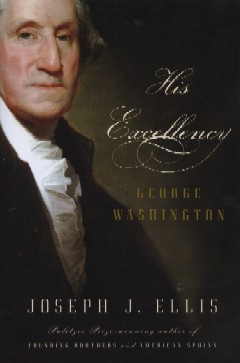 His
Excellency
GEORGE
WASHINGTON
JOSEPH J. ELLIS
Pulitzer Prize-winning author of
FOUNDING BROTHERS and AMERICAN SPHINX